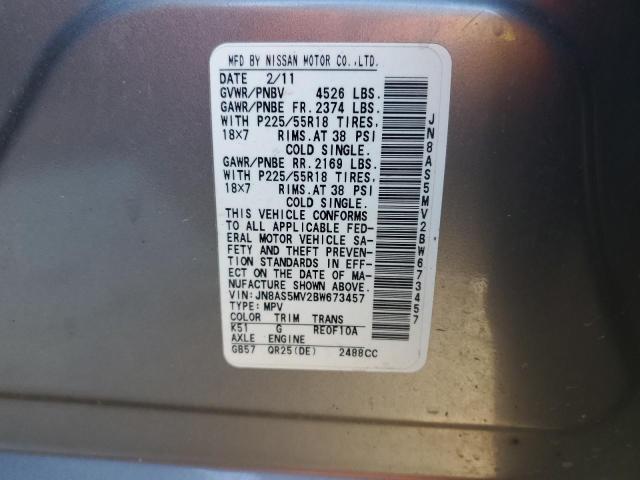 MFD BY NISSAN MOTOR CO.,LTD.
DATE 2/11
GVWR/PNBV 4526 LBS.
GAWR/PNBE FR. 2374 LBS.
WITH P225/55R18 TIRES.
18×7 RIMS. AT 38 PSI
COLD SINGLE.
GAWR/PNBE RR. 2169 LBS.
WITH P225/55R18 TIRES.
18×7 RIMS. AT 38 PSI
COLD SINGLE.
THIS VEHICLE CONFORMS
TO ALL APPLICABLE FED-
ERAL MOTOR VEHICLE SA-
FETY AND THEFT PREVEN-
TION STANDARDS IN EFF-
ECT ON THE DATE OF MA-
NUFACTURE SHOWN ABOVE.
VIN: JN8AS5MV2BW673457
TYPE: MPV
COLOR TRIM TRANS
K51 G RE0F10A
AXLE ENGINE
GB57 QR25(DE) 2488CC
JN8AS5MV2BW673457